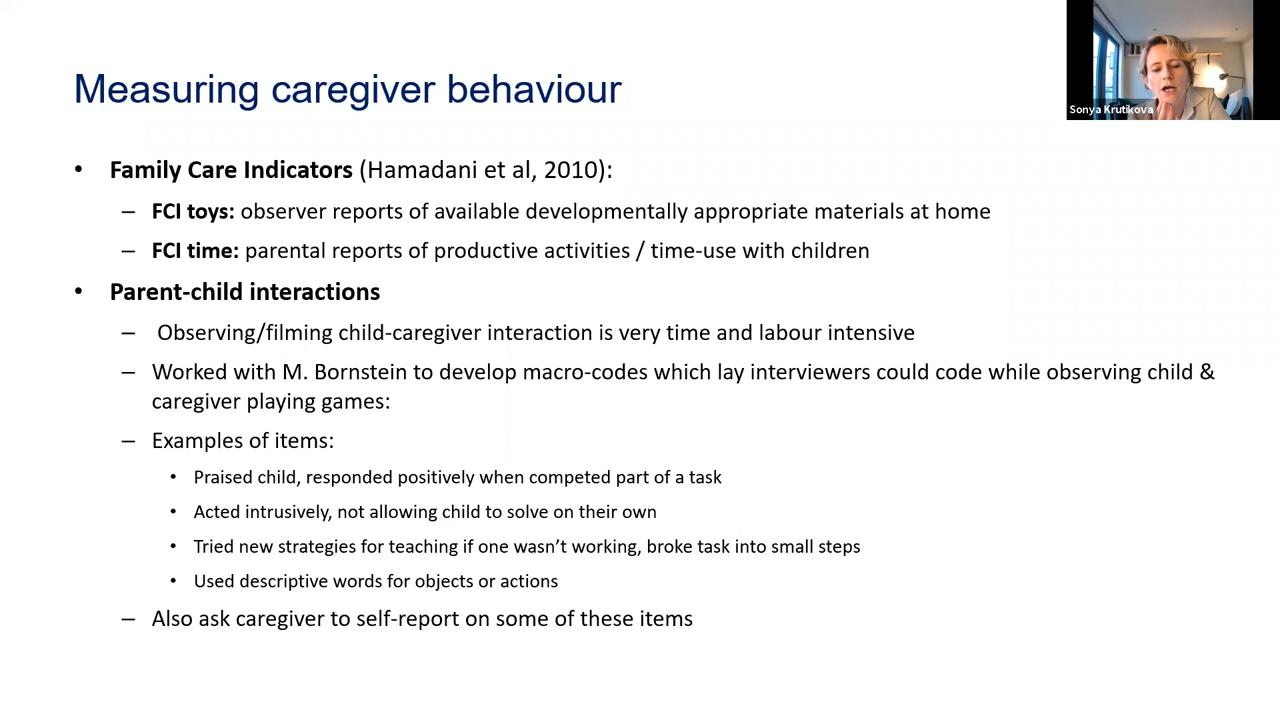 Measuring caregiver behaviour
Sonya Krutikova
• Family Care Indicators (Hamadani et al, 2010):
– FCI toys: observer reports of available developmentally appropriate materials at home
– FCI time: parental reports of productive activities / time-use with children
• Parent-child interactions
– Observing/filming child-caregiver interaction is very time and labour intensive
– Worked with M. Bornstein to develop macro-codes which lay interviewers could code while observing child &
caregiver playing games:
– Examples of items:
• Praised child, responded positively when competed part of a task
• Acted intrusively, not allowing child to solve on their own
• Tried new strategies for teaching if one wasn’t working, broke task into small steps
• Used descriptive words for objects or actions
– Also ask caregiver to self-report on some of these items